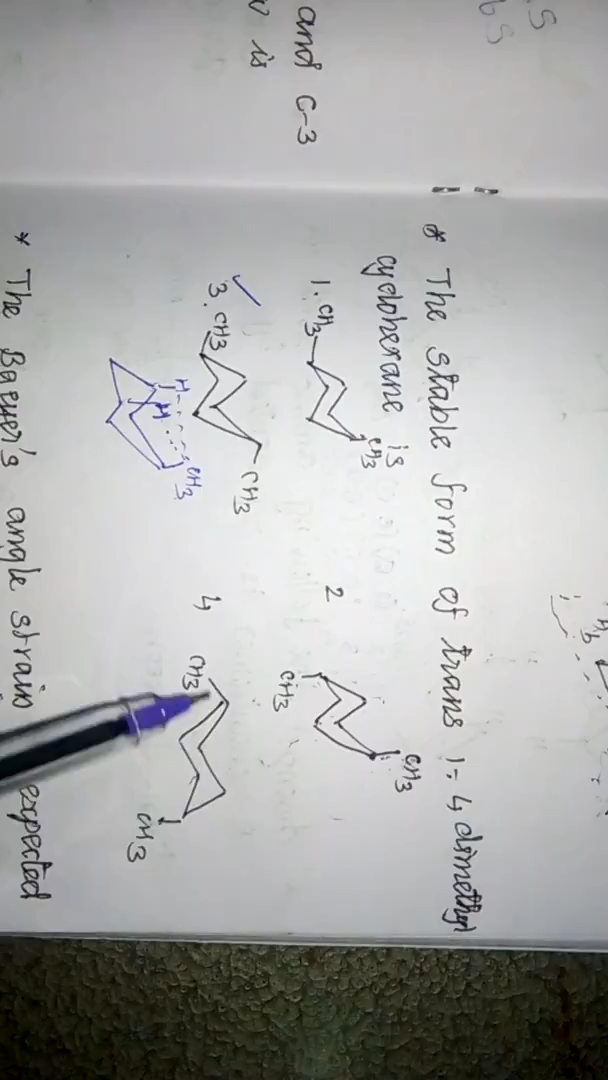 and C-3
is
* The stable form of trans 1-4 dimethyl
cyclohexane is
1. CH3 CH3
2 CH3 CH3
3. CH3 CH3
4 CH3 CH3
H H CH3
* The Baeyer's angle strain expected